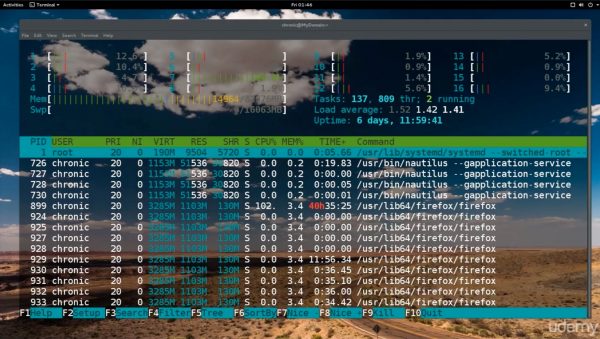 Activities Terminal Fri 01:44
chronic@MyDomain:~
File Edit View Search Terminal Help
1 [ 12.6% 5 [ 9 [ 1.9% 13 [ 5.2%
2 [ 10.4% 6 [ 10 [ 0.0% 14 [ 0.9%
3 [ 4.7 7 [ 11 [ 1.4% 15 [ 0.0%
4 [ 8 [ 12 [ 5.6% 16 [ 9.4%
Mem[ 14964/ Tasks: 137, 809 thr; 2 running
Swp[ /16063MB] Load average: 1.52 1.42 1.41
Uptime: 6 days, 11:59:41
PID USER PRI NI VIRT RES SHR S CPU% MEM% TIME+ Command
1 root 20 0 190M 9504 5720 S 0.0 0.0 0:05.66 /usr/lib/systemd/systemd --switched-root --
726 chronic 20 0 1153M 51536 820 S 0.0 0.2 0:19.83 /usr/bin/nautilus --gapplication-service
727 chronic 20 0 1153M 51536 820 S 0.0 0.2 0:00.00 /usr/bin/nautilus --gapplication-service
728 chronic 20 0 1153M 51536 820 S 0.0 0.2 0:00.05 /usr/bin/nautilus --gapplication-service
730 chronic 20 0 1153M 51536 820 S 0.0 0.2 0:00.01 /usr/bin/nautilus --gapplication-service
899 chronic 20 0 3285M 1103M 130M S 102. 3.4 40h35:25 /usr/lib64/firefox/firefox
924 chronic 20 0 3285M 1103M 130M S 0.0 3.4 0:00.00 /usr/lib64/firefox/firefox
925 chronic 20 0 3285M 1103M 130M S 0.0 3.4 0:00.00 /usr/lib64/firefox/firefox
927 chronic 20 0 3285M 1103M 130M S 0.0 3.4 0:00.00 /usr/lib64/firefox/firefox
928 chronic 20 0 3285M 1103M 130M S 0.0 3.4 0:00.00 /usr/lib64/firefox/firefox
929 chronic 20 0 3285M 1103M 130M S 0.0 3.4 11:56.34 /usr/lib64/firefox/firefox
930 chronic 20 0 3285M 1103M 130M S 0.0 3.4 0:36.45 /usr/lib64/firefox/firefox
931 chronic 20 0 3285M 1103M 130M S 0.0 3.4 0:35.10 /usr/lib64/firefox/firefox
932 chronic 20 0 3285M 1103M 130M S 0.0 3.4 0:36.00 /usr/lib64/firefox/firefox
933 chronic 20 0 3285M 1103M 130M S 0.0 3.4 0:34.42 /usr/lib64/firefox/firefox
F1Help F2Setup F3Search F4Filter F5Tree F6SortBy F7Nice - F8Nice + F9Kill F10Quit
udemy